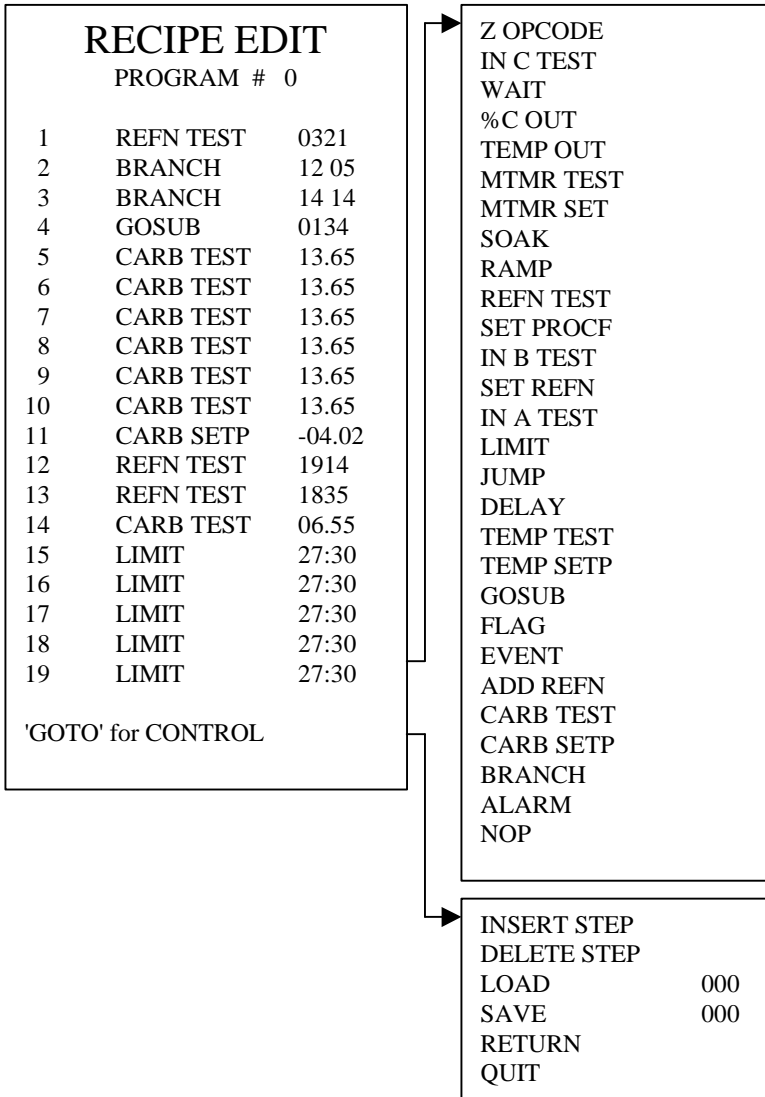 RECIPE EDIT
PROGRAM # 0
1 REFN TEST 0321
2 BRANCH 12 05
3 BRANCH 14 14
4 GOSUB 0134
5 CARB TEST 13.65
6 CARB TEST 13.65
7 CARB TEST 13.65
8 CARB TEST 13.65
9 CARB TEST 13.65
10 CARB TEST 13.65
11 CARB SETP -04.02
12 REFN TEST 1914
13 REFN TEST 1835
14 CARB TEST 06.55
15 LIMIT 27:30
16 LIMIT 27:30
17 LIMIT 27:30
18 LIMIT 27:30
19 LIMIT 27:30
'GOTO' for CONTROL
Z OPCODE
IN C TEST
WAIT
%C OUT
TEMP OUT
MTMR TEST
MTMR SET
SOAK
RAMP
REFN TEST
SET PROCF
IN B TEST
SET REFN
IN A TEST
LIMIT
JUMP
DELAY
TEMP TEST
TEMP SETP
GOSUB
FLAG
EVENT
ADD REFN
CARB TEST
CARB SETP
BRANCH
ALARM
NOP
INSERT STEP
DELETE STEP
LOAD 000
SAVE 000
RETURN
QUIT